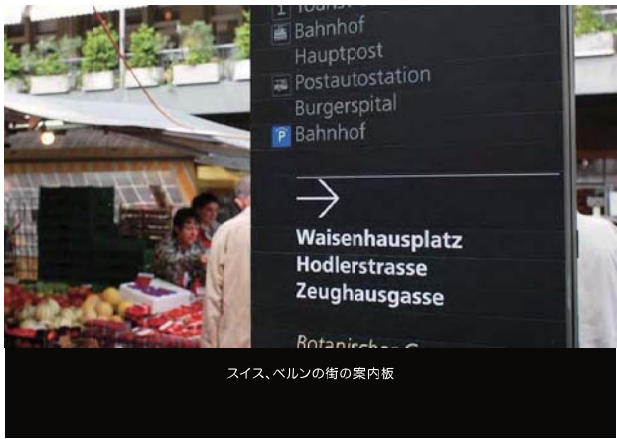 Bahnhof
Hauptpost
Postautostation
Burgerspital
P Bahnhof
Waisenhausplatz
Hodlerstrasse
Zeughausgasse
スイス、ベルンの街の案内板